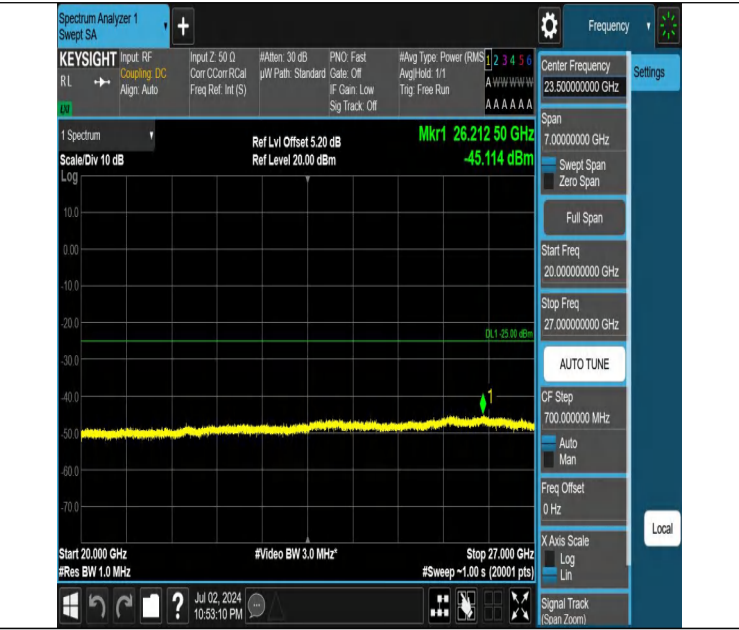 Spectrum Analyzer 1
Swept SA
+
Frequency
KEYSIGHT
RL
Input: RF
Coupling: DC
Align: Auto
Input Z: 50 Ω
Corr CCorr RCal
Freq Ref: Int (S)
#Atten: 30 dB
µW Path: Standard
PNO: Fast
Gate: Off
IF Gain: Low
Sig Track: Off
#Avg Type: Power (RMS
Avg|Hold: 1/1
Trig: Free Run
1 2 3 4 5 6
A W W W W W
A A A A A A
LXI
1 Spectrum
Scale/Div 10 dB
Log
Ref Lvl Offset 5.20 dB
Ref Level 20.00 dBm
Mkr1 26.212 50 GHz
-45.114 dBm
10.0
0.00
-10.0
-20.0
DL1 -25.00 dBm
-30.0
-40.0
1
-50.0
-60.0
-70.0
Start 20.000 GHz
#Res BW 1.0 MHz
#Video BW 3.0 MHz*
Stop 27.000 GHz
#Sweep ~1.00 s (20001 pts)
?
Jul 02, 2024
10:53:10 PM
Center Frequency
23.500000000 GHz
Settings
Span
7.00000000 GHz
Swept Span
Zero Span
Full Span
Start Freq
20.000000000 GHz
Stop Freq
27.000000000 GHz
AUTO TUNE
CF Step
700.000000 MHz
Auto
Man
Freq Offset
0 Hz
X Axis Scale
Log
Lin
Local
Signal Track
(Span Zoom)